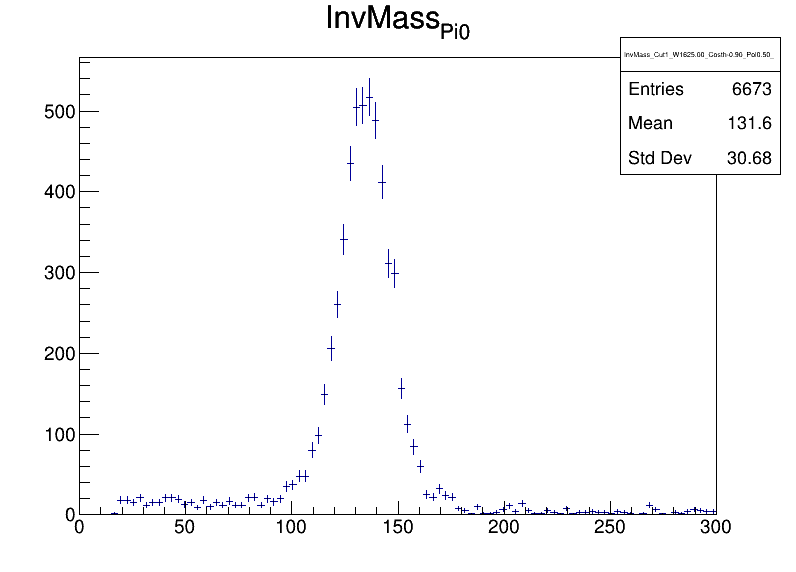 InvMass_Pi0
InvMass_Cut1_W1625.00_Costh-0.90_Pol0.50_
Entries 6673
Mean 131.6
Std Dev 30.68
500
400
300
200
100
0
0 50 100 150 200 250 300